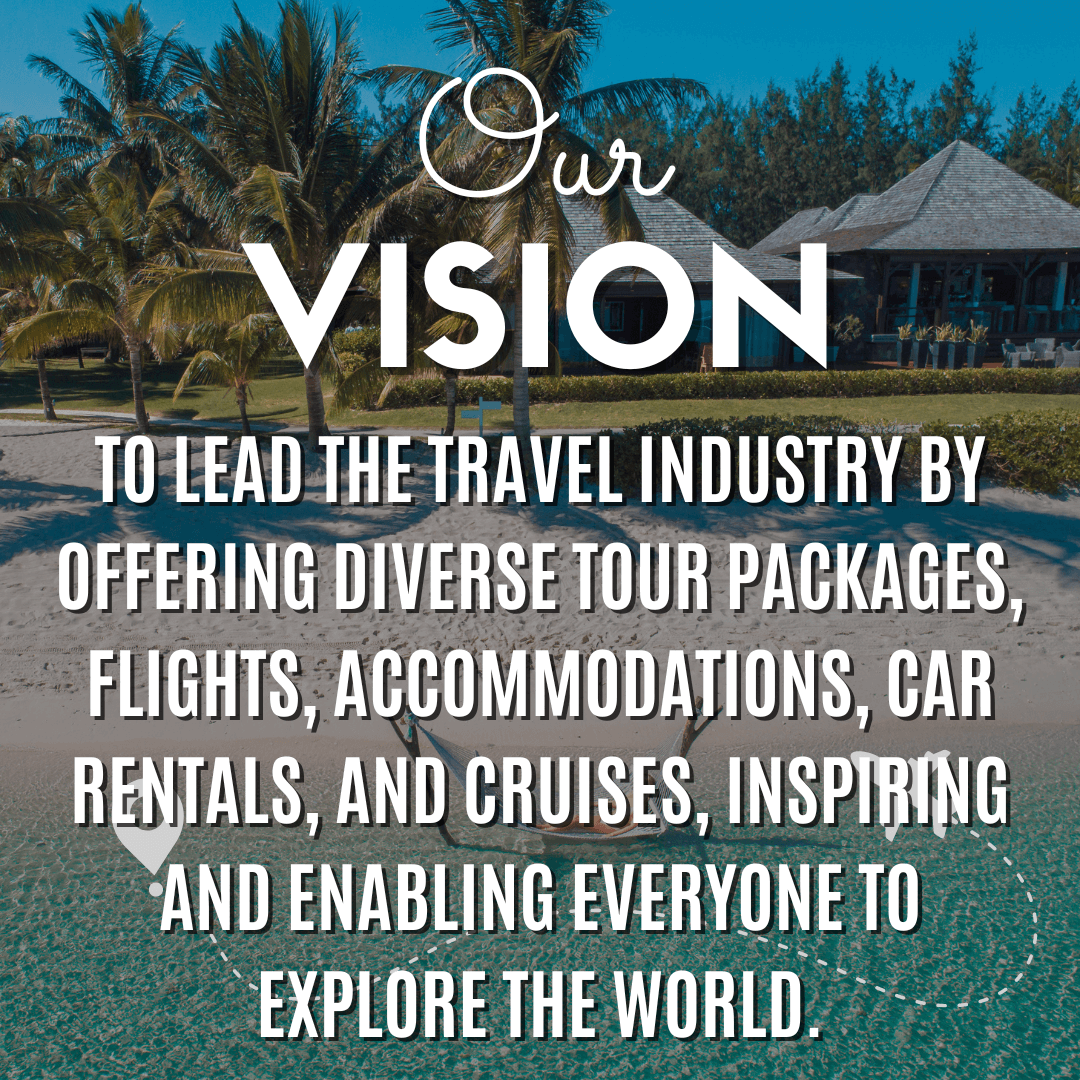 Our
VISION
TO LEAD THE TRAVEL INDUSTRY BY
OFFERING DIVERSE TOUR PACKAGES,
FLIGHTS, ACCOMMODATIONS, CAR
RENTALS, AND CRUISES, INSPIRING
AND ENABLING EVERYONE TO
EXPLORE THE WORLD.